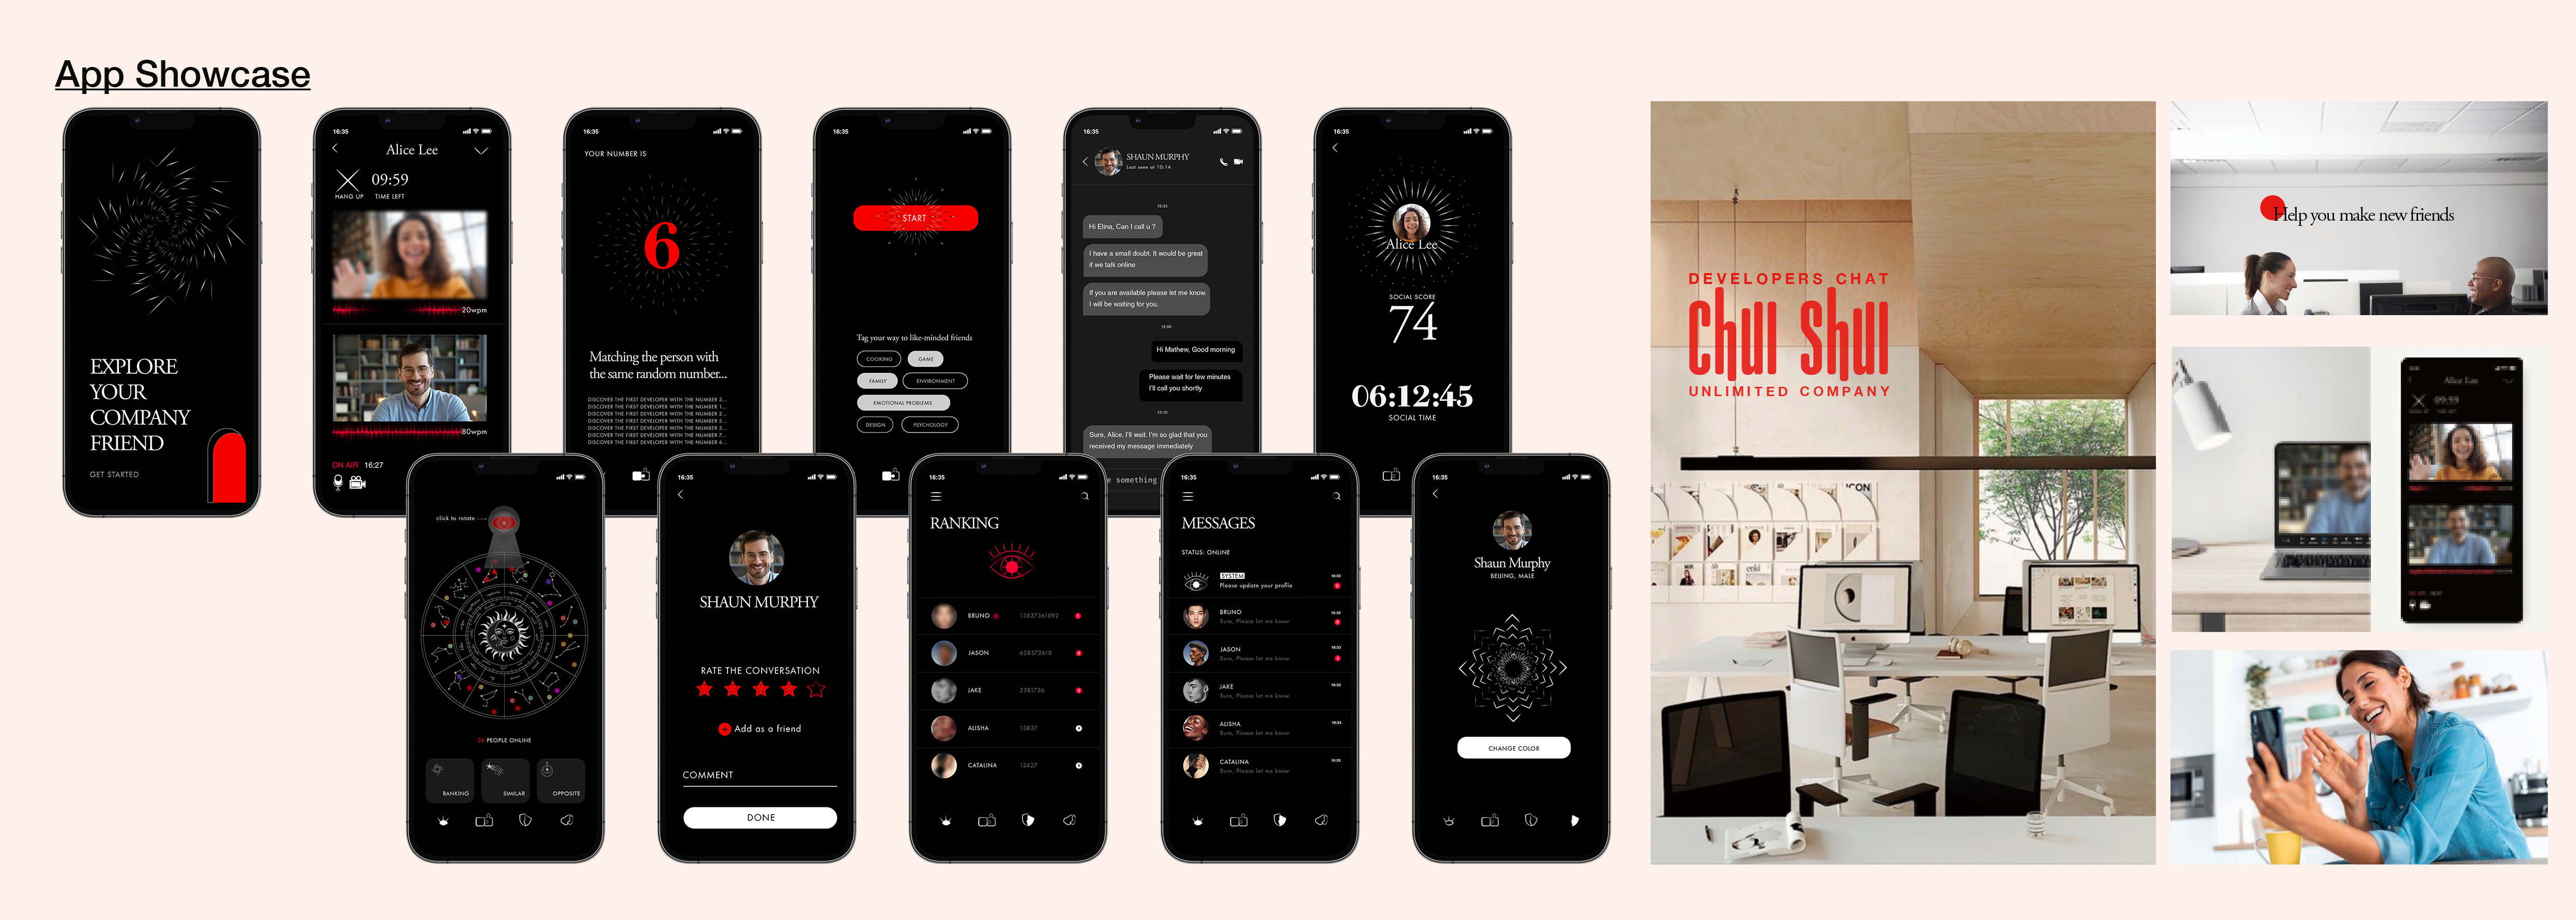 App Showcase
EXPLORE
YOUR
COMPANY
FRIEND
GET STARTED
16:35
Alice Lee
09:59
HANG UP
TIME LEFT
20wpm
80wpm
ON AIR 16:27
16:35
YOUR NUMBER IS
6
Matching the person with
the same random number...
DISCOVER THE FIRST DEVELOPER WITH THE NUMBER 3...
DISCOVER THE FIRST DEVELOPER WITH THE NUMBER 1...
DISCOVER THE FIRST DEVELOPER WITH THE NUMBER 2...
DISCOVER THE FIRST DEVELOPER WITH THE NUMBER 5...
DISCOVER THE FIRST DEVELOPER WITH THE NUMBER 5...
DISCOVER THE FIRST DEVELOPER WITH THE NUMBER 7...
DISCOVER THE FIRST DEVELOPER WITH THE NUMBER 6...
16:35
START
Tag your way to like-minded friends
COOKING
GAME
FAMILY
ENVIRONMENT
EMOTIONAL PROBLEMS
DESIGN
PSYCHOLOGY
16:35
SHAUN MURPHY
Last seen at 10:14
Hi Elina, Can I call u ?
I have a small doubt. It would be great
if we talk online
If you are available please let me know.
I will be waiting for you.
Hi Mathew, Good morning
Please wait for few minutes
I'll call you shortly
Sure, Alice. I'll wait. I'm so glad that you
received my message immediately
something
16:35
Alice Lee
SOCIAL SCORE
74
06:12:45
SOCIAL TIME
click to rotate
PEOPLE ONLINE
RANKING
SIMILAR
OPPOSITE
16:35
SHAUN MURPHY
RATE THE CONVERSATION
Add as a friend
COMMENT
DONE
16:35
RANKING
BRUNO 13837361892
JASON 628372618
JAKE 2381736
ALISHA 13837
CATALINA 12427
16:35
MESSAGES
STATUS: ONLINE
SYSTEM
Please update your profile
BRUNO
Sure, Please let me know
JASON
Sure, Please let me know
JAKE
Sure, Please let me know
ALISHA
Sure, Please let me know
CATALINA
Sure, Please let me know
16:35
Shaun Murphy
BEIJING, MALE
CHANGE COLOR
DEVELOPERS CHAT
Chul Shul
UNLIMITED COMPANY
Help you make new friends
Alice Lee
09:59